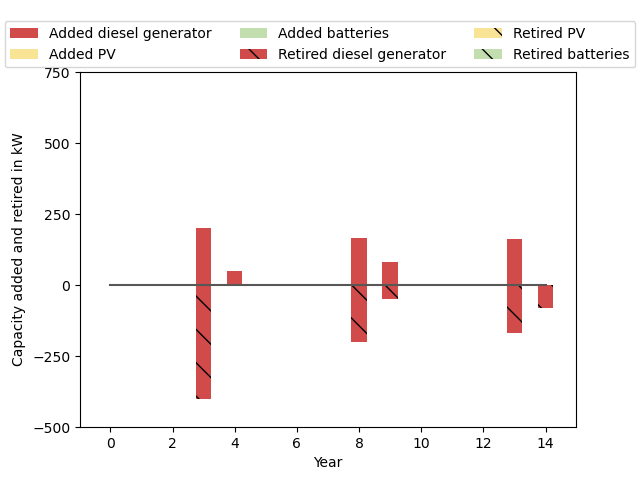 Added diesel generator Added batteries Retired PV
Added PV Retired diesel generator Retired batteries
750
500
250
0
−250
−500
Capacity added and retired in kW
0 2 4 6 8 10 12 14
Year